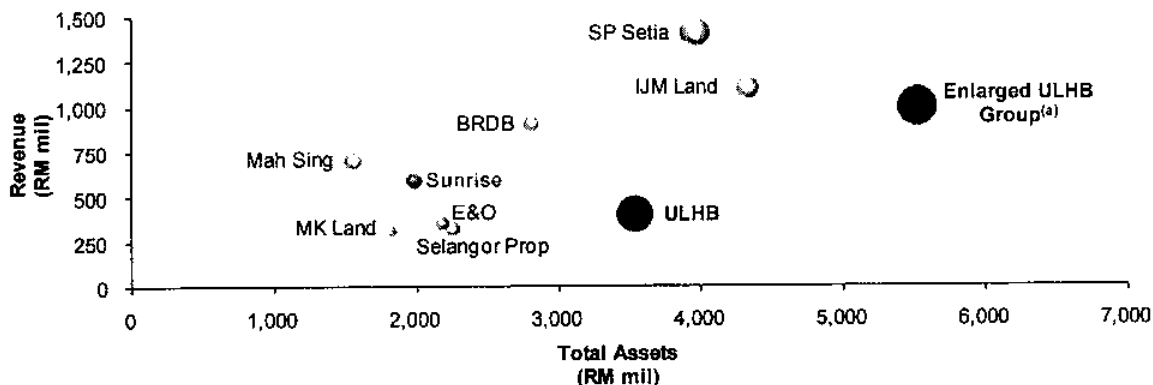 Revenue
(RM mil)
1,500
1,250
1,000
750
500
250
0
SP Setia
IJM Land
Enlarged ULHB
Group(a)
BRDB
Mah Sing
Sunrise
E&O
ULHB
MK Land
Selangor Prop
0 1,000 2,000 3,000 4,000 5,000 6,000 7,000
Total Assets
(RM mil)